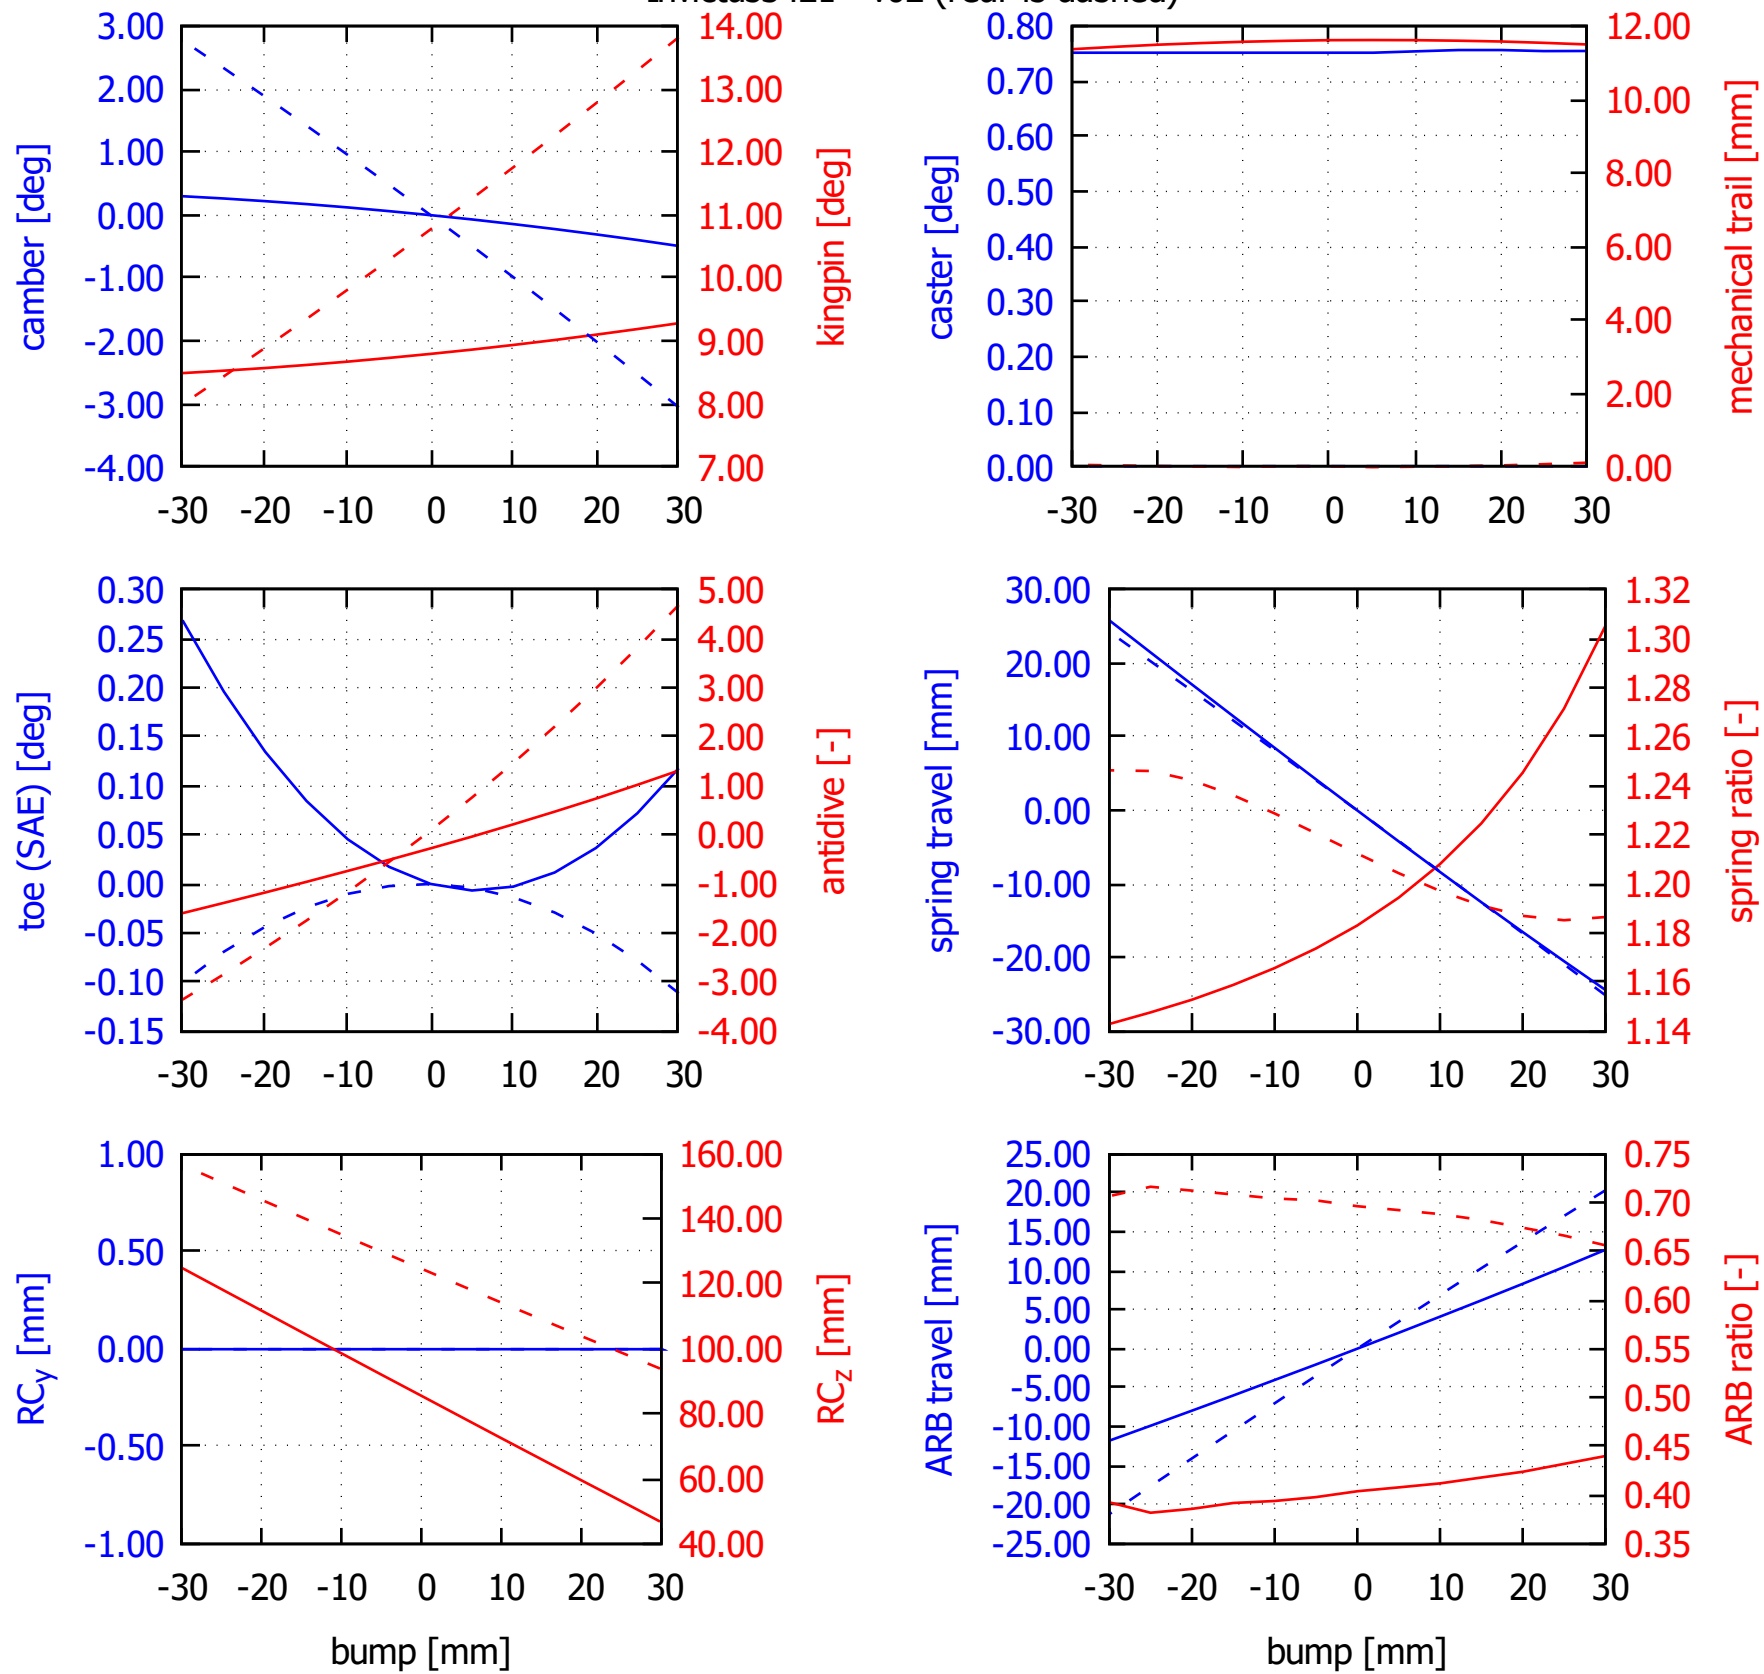 (rear is dashed)
3.00 2.00 1.00 0.00 -1.00 -2.00 -3.00 -4.00
camber [deg]
14.00 13.00 12.00 11.00 10.00 9.00 8.00 7.00
kingpin [deg]
-30 -20 -10 0 10 20 30
0.80 0.70 0.60 0.50 0.40 0.30 0.20 0.10 0.00
caster [deg]
12.00 10.00 8.00 6.00 4.00 2.00 0.00
mechanical trail [mm]
-30 -20 -10 0 10 20 30
0.30 0.25 0.20 0.15 0.10 0.05 0.00 -0.05 -0.10 -0.15
toe (SAE) [deg]
5.00 4.00 3.00 2.00 1.00 0.00 -1.00 -2.00 -3.00 -4.00
antidive [-]
-30 -20 -10 0 10 20 30
30.00 20.00 10.00 0.00 -10.00 -20.00 -30.00
spring travel [mm]
1.32 1.30 1.28 1.26 1.24 1.22 1.20 1.18 1.16 1.14
spring ratio [-]
-30 -20 -10 0 10 20 30
1.00 0.50 0.00 -0.50 -1.00
RCy [mm]
160.00 140.00 120.00 100.00 80.00 60.00 40.00
RCz [mm]
-30 -20 -10 0 10 20 30
bump [mm]
25.00 20.00 15.00 10.00 5.00 0.00 -5.00 -10.00 -15.00 -20.00 -25.00
ARB travel [mm]
0.75 0.70 0.65 0.60 0.55 0.50 0.45 0.40 0.35
ARB ratio [-]
-30 -20 -10 0 10 20 30
bump [mm]